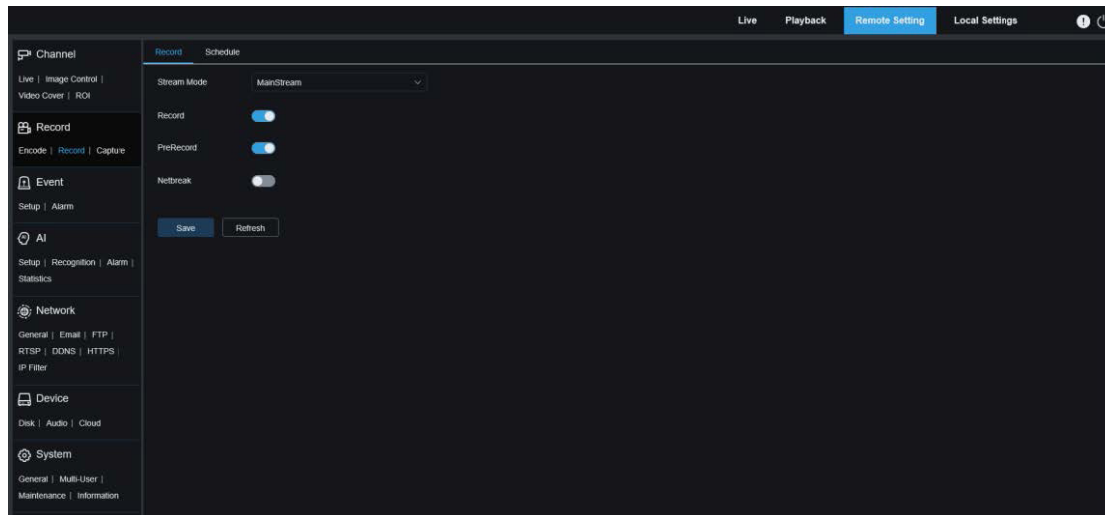 Live Playback Remote Setting Local Settings
Channel
Live | Image Control |
Video Cover | ROI
Record
Encode | Record | Capture
Event
Setup | Alarm
AI
Setup | Recognition | Alarm |
Statistics
Network
General | Email | FTP |
RTSP | DDNS | HTTPS |
IP Filter
Device
Disk | Audio | Cloud
System
General | Multi-User |
Maintenance | Information
Record Schedule
Stream Mode MainStream
Record
PreRecord
Netbreak
Save Refresh